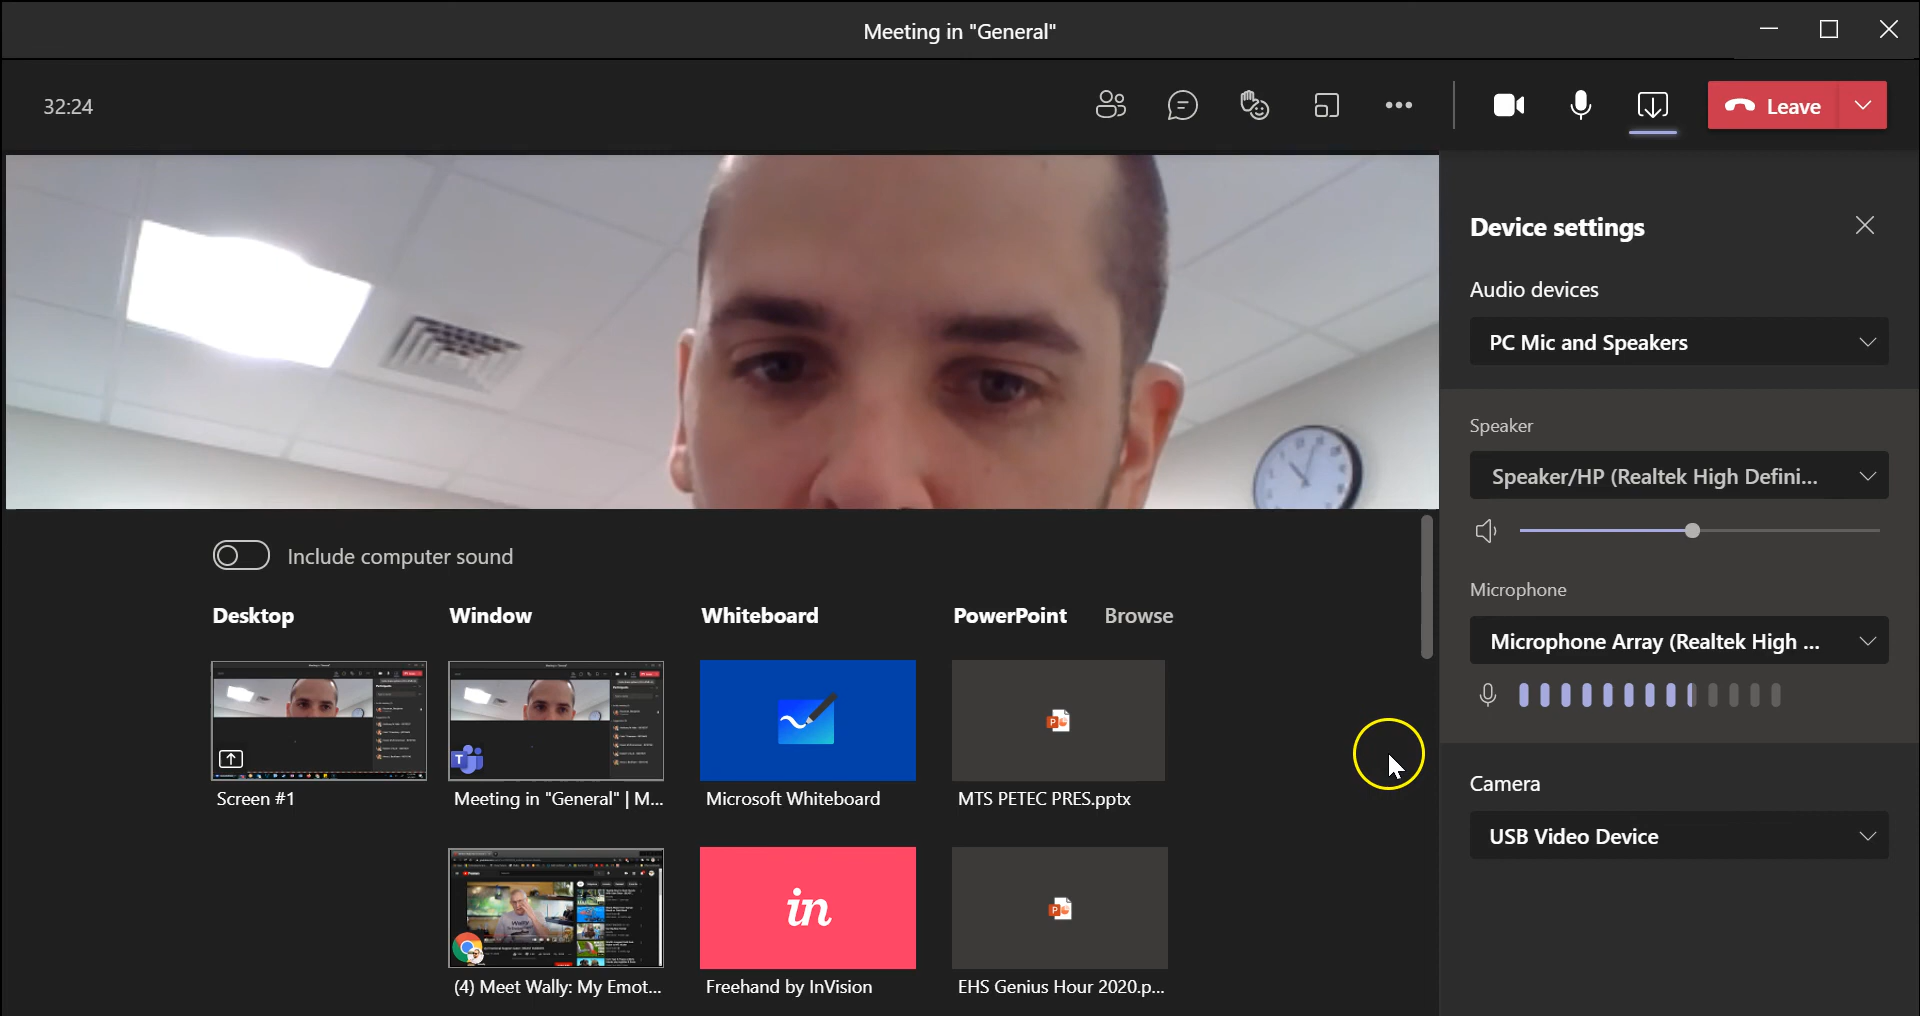 Meeting in "General"
32:24
Leave
Device settings
Audio devices
PC Mic and Speakers
Speaker
Speaker/HP (Realtek High Defini...
Microphone
Microphone Array (Realtek High ...
Camera
USB Video Device
Include computer sound
Desktop
Window
Whiteboard
PowerPoint
Browse
Screen #1
Meeting in "General" | M...
Microsoft Whiteboard
MTS PETEC PRES.pptx
in
(4) Meet Wally: My Emot...
Freehand by InVision
EHS Genius Hour 2020.p...